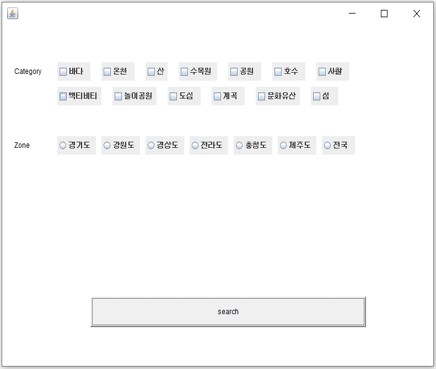 Category 바다 온천 산 수목원 공원 호수 사찰
액티비티 놀이공원 도심 계곡 문화유산 섬
Zone 경기도 강원도 경상도 전라도 충청도 제주도 전국
search